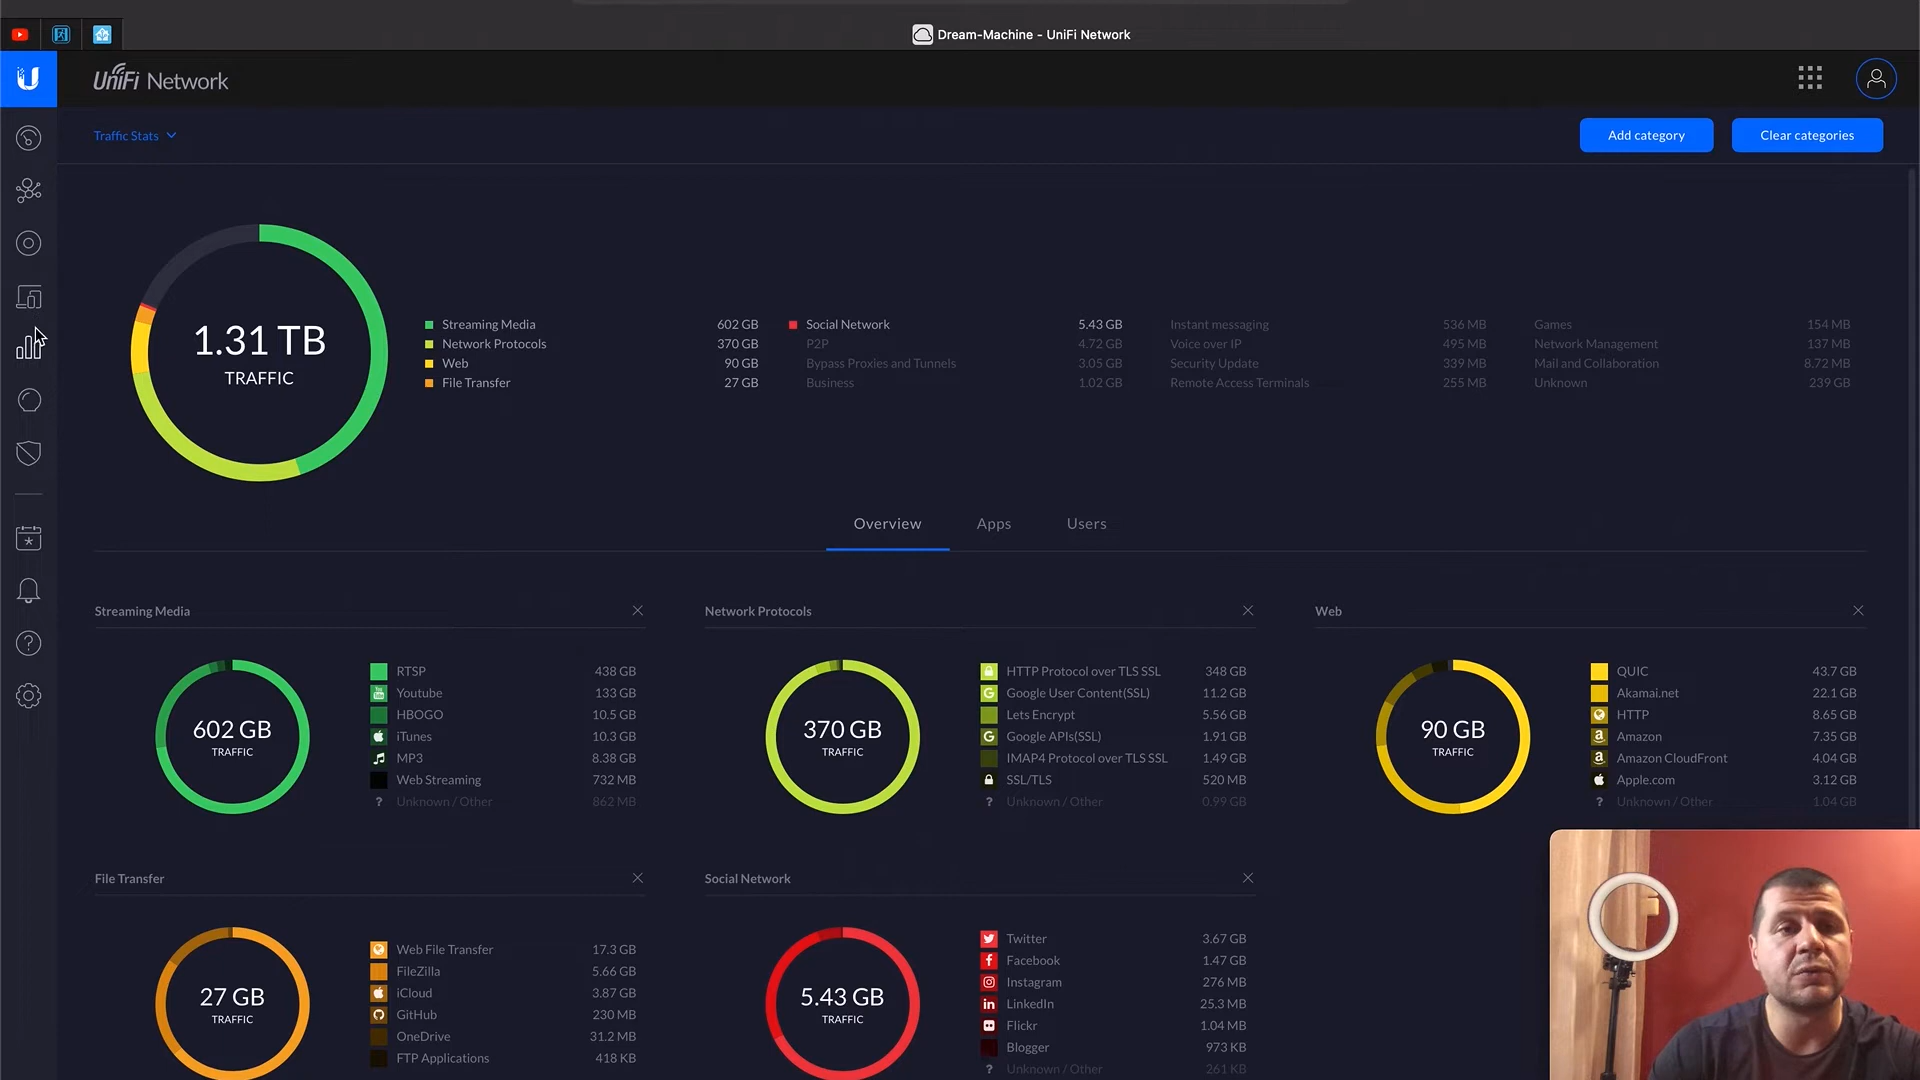 Dream-Machine - UniFi Network
UniFi Network
Traffic Stats
Add category
Clear categories
1.31 TB
TRAFFIC
Streaming Media 602 GB
Network Protocols 370 GB
Web 90 GB
File Transfer 27 GB
Social Network 5.43 GB
P2P 4.72 GB
Bypass Proxies and Tunnels 3.05 GB
Business 1.02 GB
Instant messaging 536 MB
Voice over IP 495 MB
Security Update 339 MB
Remote Access Terminals 255 MB
Games 154 MB
Network Management 137 MB
Mail and Collaboration 8.72 MB
Unknown 239 GB
Overview
Apps
Users
Streaming Media
602 GB
TRAFFIC
RTSP 438 GB
Youtube 133 GB
HBOGO 10.5 GB
iTunes 10.3 GB
MP3 8.38 GB
Web Streaming 732 MB
? Unknown / Other 862 MB
Network Protocols
370 GB
TRAFFIC
HTTP Protocol over TLS SSL 348 GB
Google User Content(SSL) 11.2 GB
Lets Encrypt 5.56 GB
Google APIs(SSL) 1.91 GB
IMAP4 Protocol over TLS SSL 1.49 GB
SSL/TLS 520 MB
? Unknown / Other 0.99 GB
Web
90 GB
TRAFFIC
QUIC 43.7 GB
Akamai.net 22.1 GB
HTTP 8.65 GB
Amazon 7.35 GB
Amazon CloudFront 4.04 GB
Apple.com 3.12 GB
? Unknown / Other 1.04 GB
File Transfer
27 GB
TRAFFIC
Web File Transfer 17.3 GB
FileZilla 5.66 GB
iCloud 3.87 GB
GitHub 230 MB
OneDrive 31.2 MB
FTP Applications 418 KB
Social Network
5.43 GB
TRAFFIC
Twitter 3.67 GB
Facebook 1.47 GB
Instagram 276 MB
LinkedIn 25.3 MB
Flickr 1.04 MB
Blogger 973 KB
? Unknown / Other 261 KB